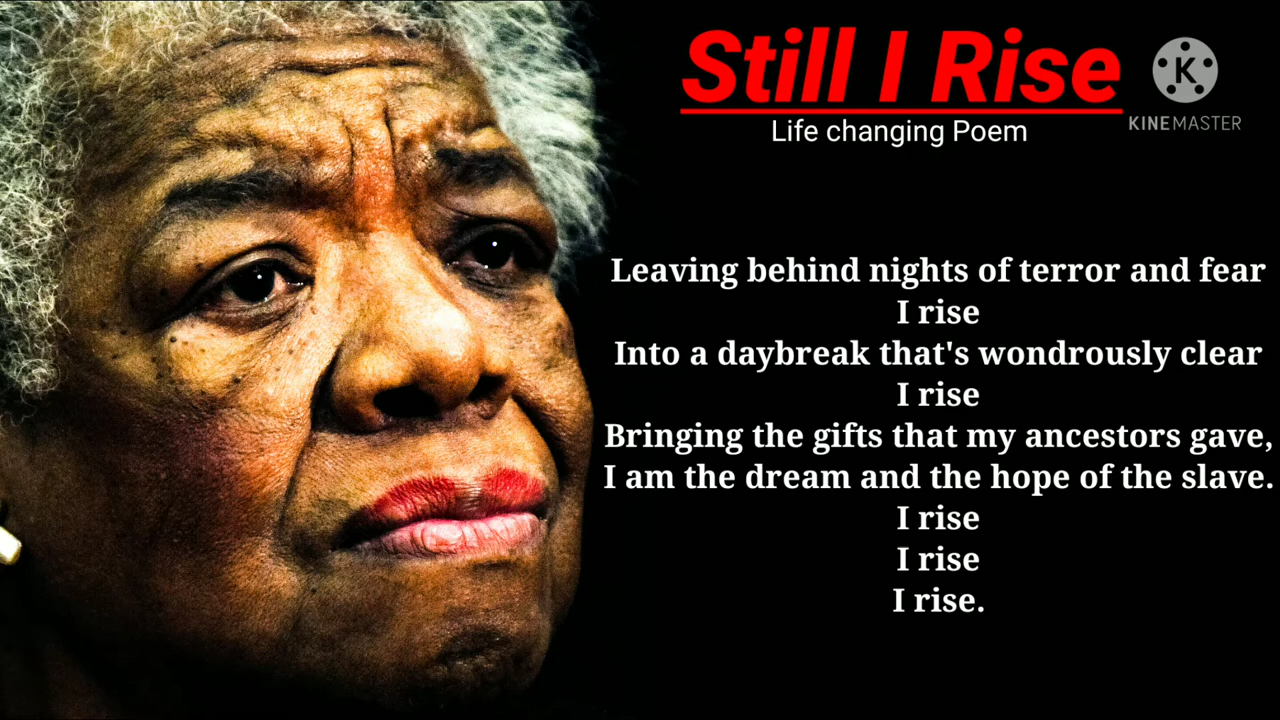 Still I Rise
Life changing Poem
K
KINEMASTER
Leaving behind nights of terror and fear
I rise
Into a daybreak that's wondrously clear
I rise
Bringing the gifts that my ancestors gave,
I am the dream and the hope of the slave.
I rise
I rise
I rise.